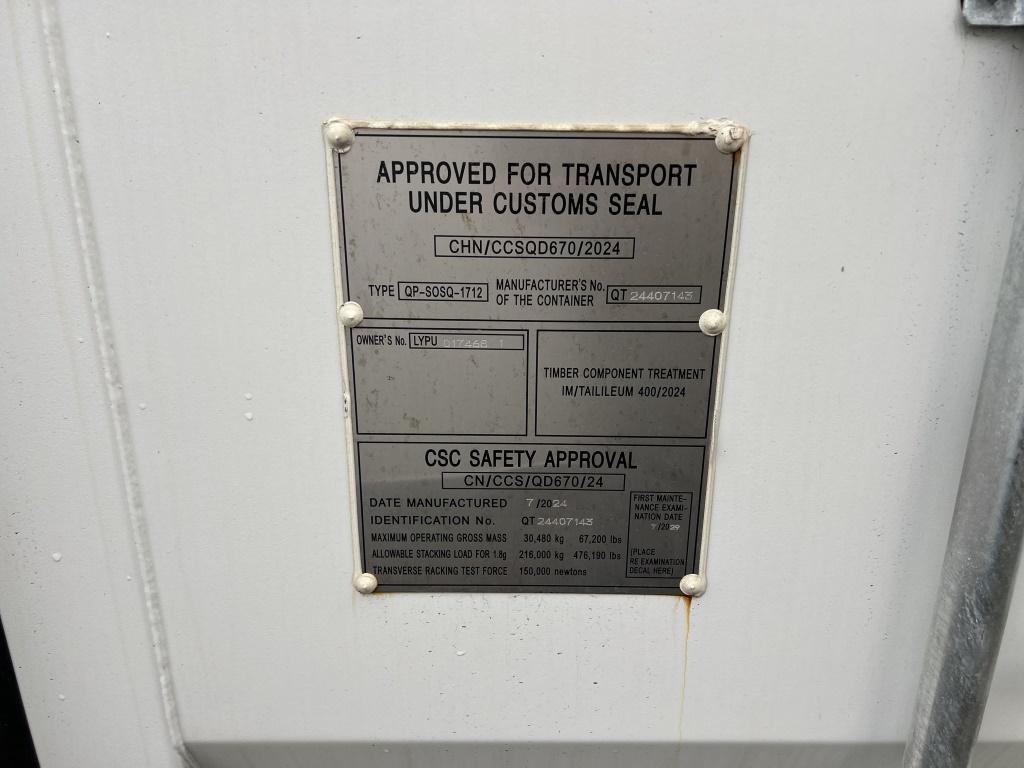 APPROVED FOR TRANSPORT
UNDER CUSTOMS SEAL
CHN/CCSQD670/2024
TYPE QP-SOSQ-1712 MANUFACTURER'S No. OF THE CONTAINER QT 24407143
OWNER'S No. LYPU 017468 1
TIMBER COMPONENT TREATMENT
IM/TAILILEUM 400/2024
CSC SAFETY APPROVAL
CN/CCS/QD670/24
DATE MANUFACTURED 7/2024
IDENTIFICATION No. QT 24407143
MAXIMUM OPERATING GROSS MASS 30,480 kg 67,200 lbs
ALLOWABLE STACKING LOAD FOR 1.8g 216,000 kg 476,190 lbs
TRANSVERSE RACKING TEST FORCE 150,000 newtons
FIRST MAINTE-
NANCE EXAMI-
NATION DATE
7/2029
(PLACE
RE EXAMINATION
DECAL HERE)